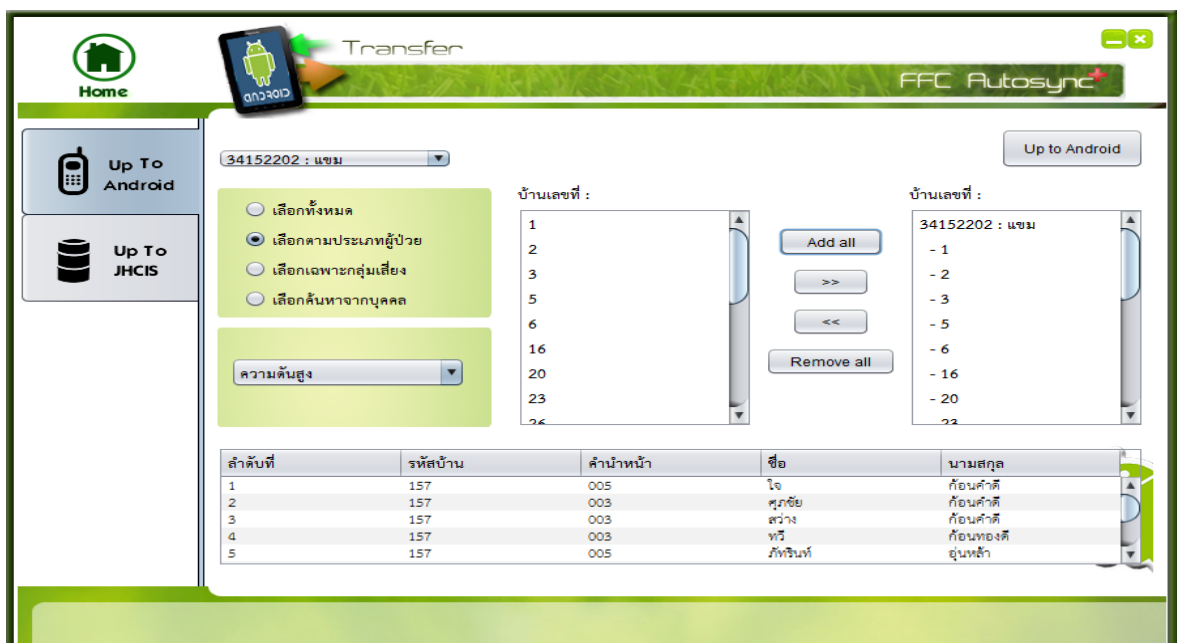 Home
ANDROID
Transfer
FFC Autosync+
Up To
Android
Up To
JHCIS
34152202 : แขม
Up to Android
เลือกทั้งหมด
เลือกตามประเภทผู้ป่วย
เลือกเฉพาะกลุ่มเสี่ยง
เลือกค้นหาจากบุคคล
ความดันสูง
บ้านเลขที่ :
1
2
3
5
6
16
20
23
26
Add all
>>
<<
Remove all
บ้านเลขที่ :
34152202 : แขม
- 1
- 2
- 3
- 5
- 6
- 16
- 20
- 23
ลำดับที่ รหัสบ้าน คำนำหน้า ชื่อ นามสกุล
1 157 005 ใจ ก้อนคำดี
2 157 003 ศุภชัย ก้อนคำดี
3 157 003 สว่าง ก้อนคำดี
4 157 003 ทวี ก้อนทองดี
5 157 005 ภัทรินท์ อุ่นหล้า